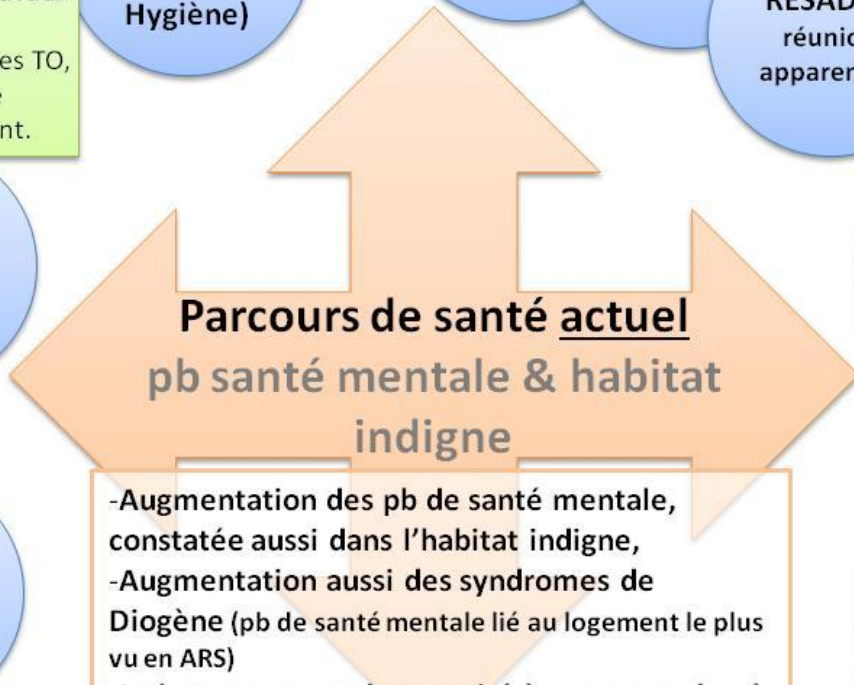 Hygiène)
es TO,
nt.
RESAD
réunic
apparen
Parcours de santé actuel
pb santé mentale & habitat
indigne
-Augmentation des pb de santé mentale,
constatée aussi dans l'habitat indigne,
-Augmentation aussi des syndromes de
Diogène (pb de santé mentale lié au logement le plus
vu en ARS)